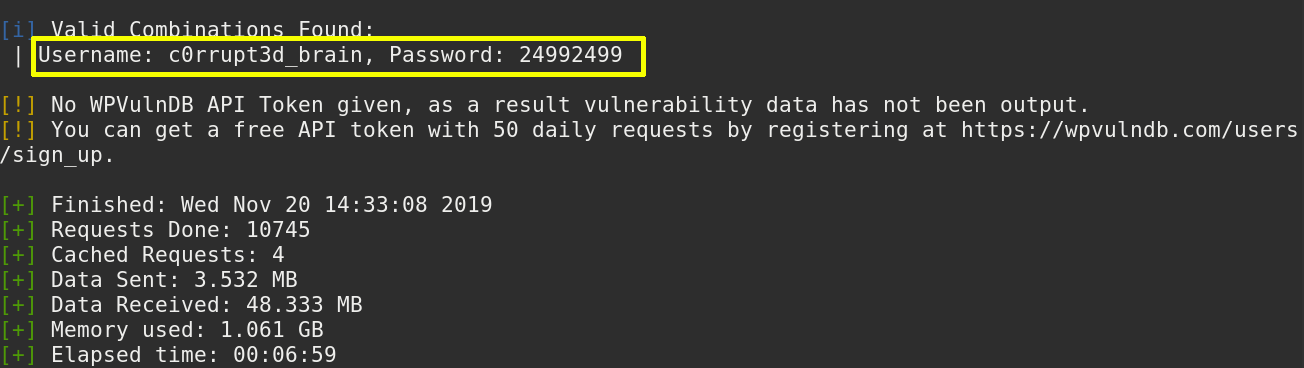 [i] Valid Combinations Found:
| Username: c0rrupt3d_brain, Password: 24992499
[!] No WPVulnDB API Token given, as a result vulnerability data has not been output.
[!] You can get a free API token with 50 daily requests by registering at https://wpvulndb.com/users
/sign_up.
[+] Finished: Wed Nov 20 14:33:08 2019
[+] Requests Done: 10745
[+] Cached Requests: 4
[+] Data Sent: 3.532 MB
[+] Data Received: 48.333 MB
[+] Memory used: 1.061 GB
[+] Elapsed time: 00:06:59